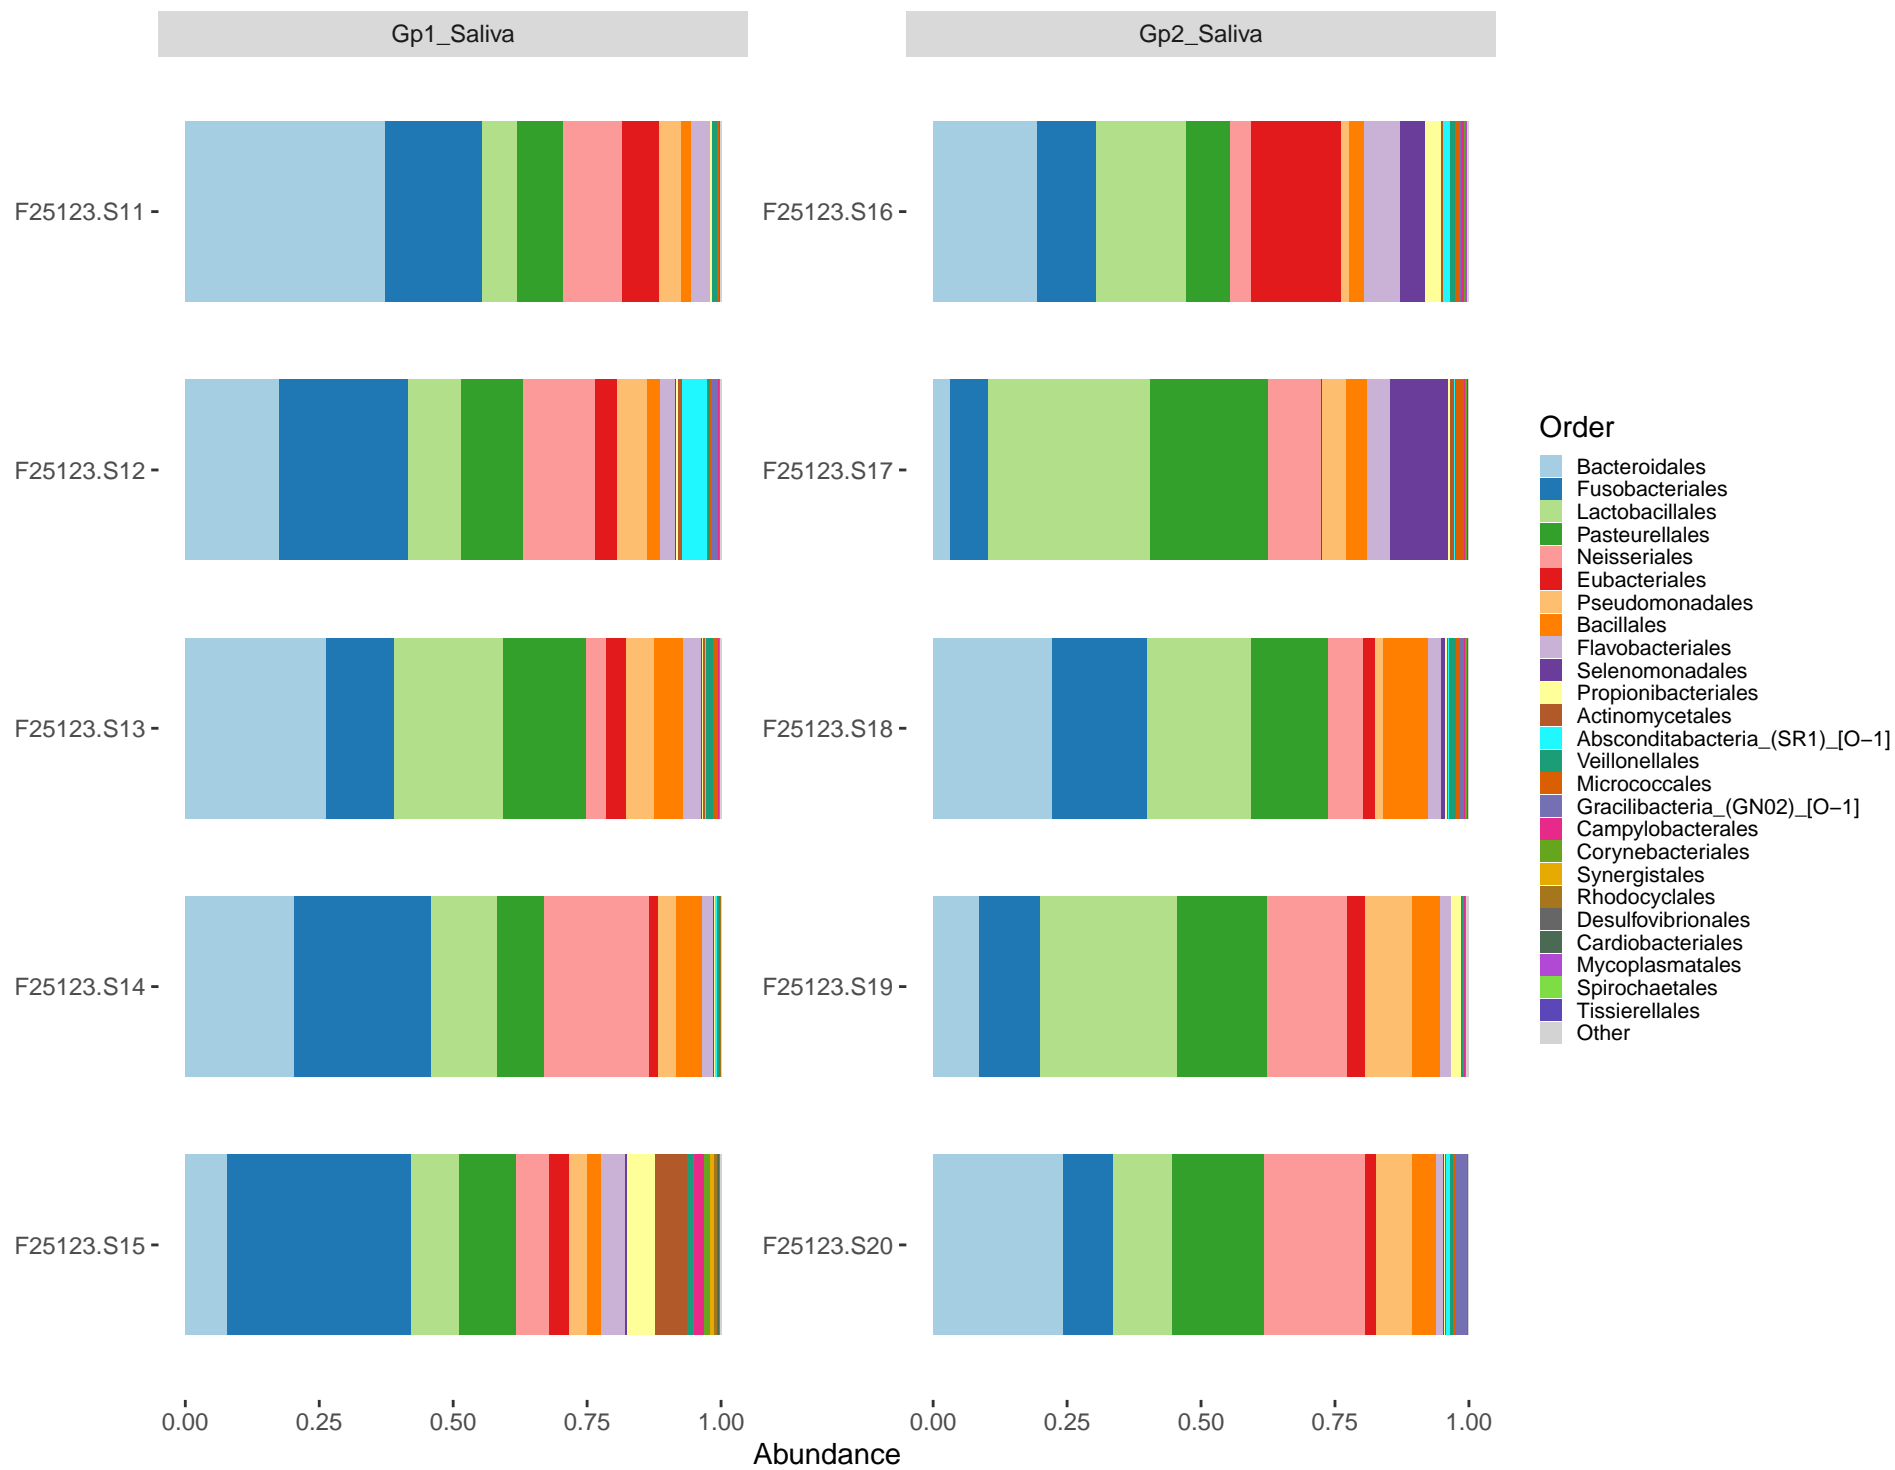 Gp1_Saliva
Gp2_Saliva
F25123.S11
F25123.S12
F25123.S13
F25123.S14
F25123.S15
F25123.S16
F25123.S17
F25123.S18
F25123.S19
F25123.S20
0.00 0.25 0.50 0.75 1.00
0.00 0.25 0.50 0.75 1.00
Abundance
Order
Bacteroidales
Fusobacteriales
Lactobacillales
Pasteurellales
Neisseriales
Eubacteriales
Pseudomonadales
Bacillales
Flavobacteriales
Selenomonadales
Propionibacteriales
Actinomycetales
Absconditabacteria_(SR1)_[O−1]
Veillonellales
Micrococcales
Gracilibacteria_(GN02)_[O−1]
Campylobacterales
Corynebacteriales
Synergistales
Rhodocyclales
Desulfovibrionales
Cardiobacteriales
Mycoplasmatales
Spirochaetales
Tissierellales
Other